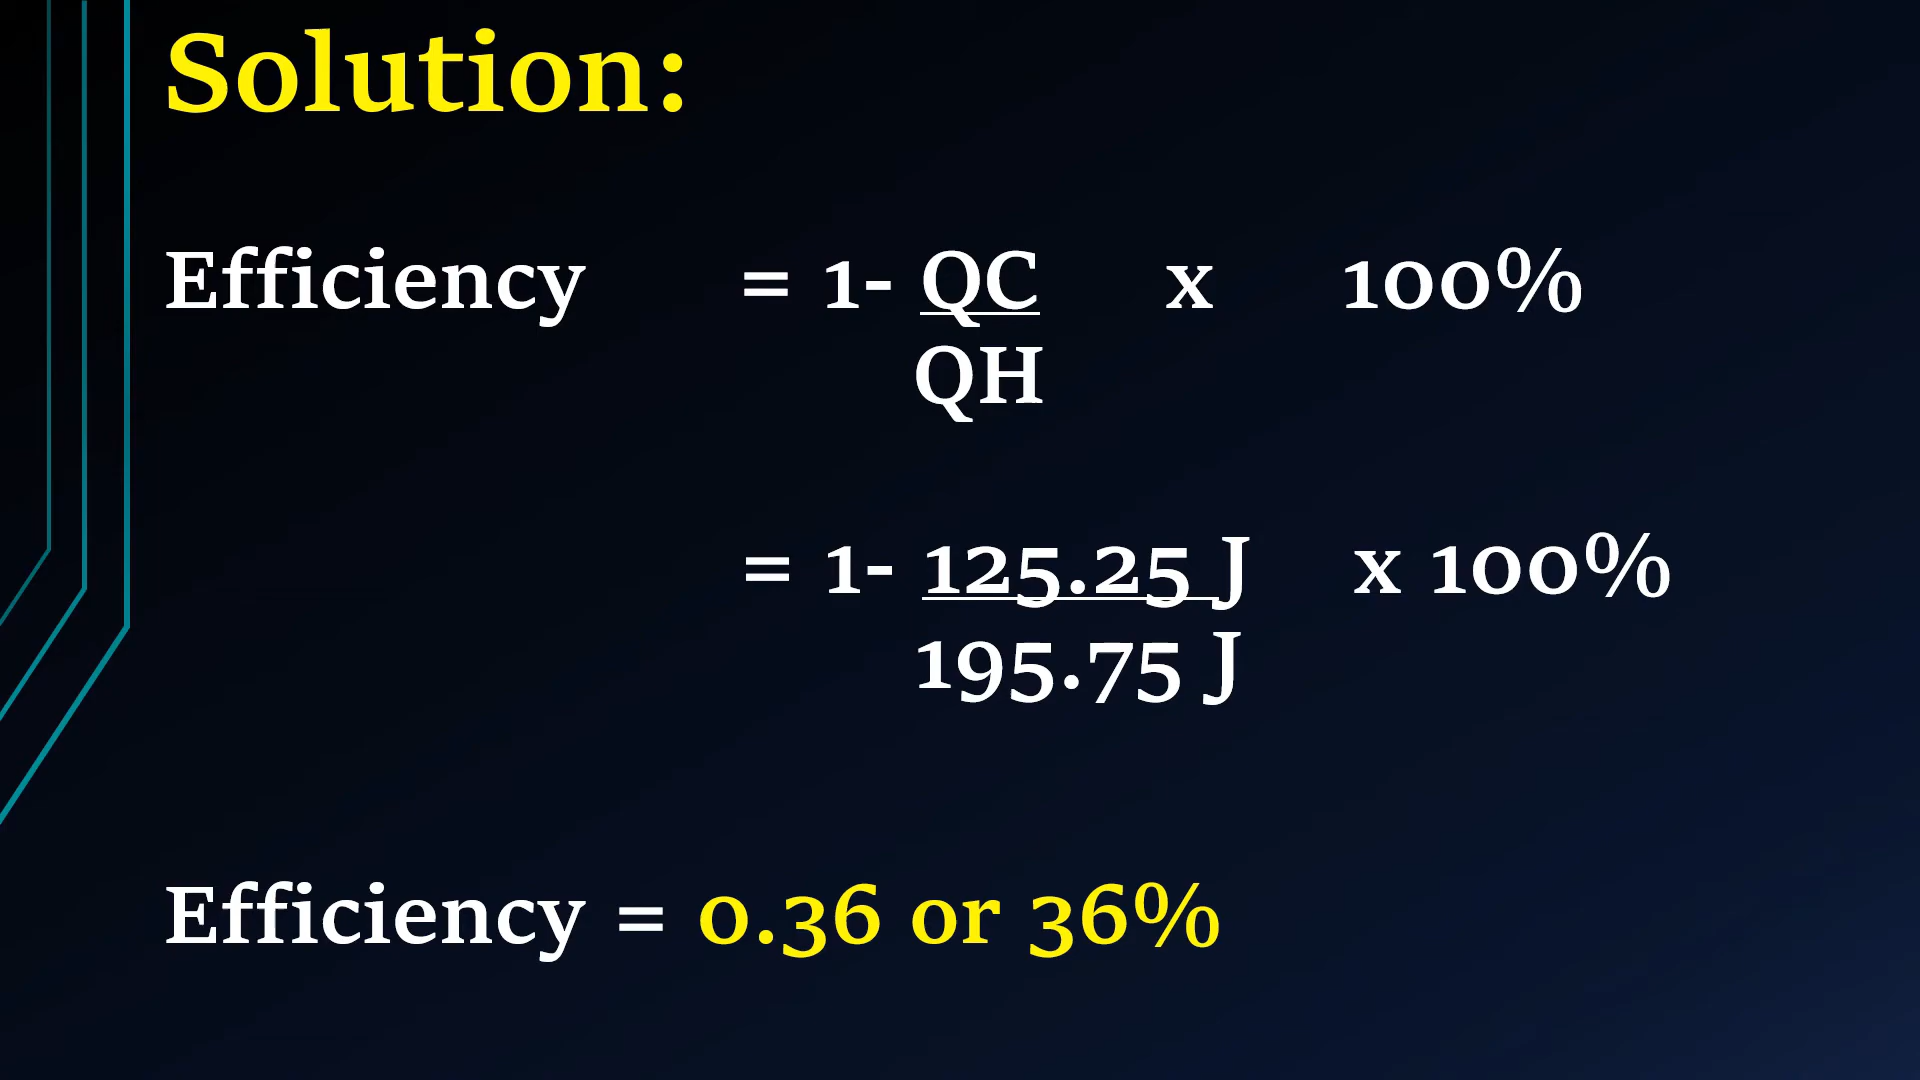 Solution:
Efficiency = 1- QC x 100%
QH
= 1- 125.25 J x 100%
195.75 J
Efficiency = 0.36 or 36%